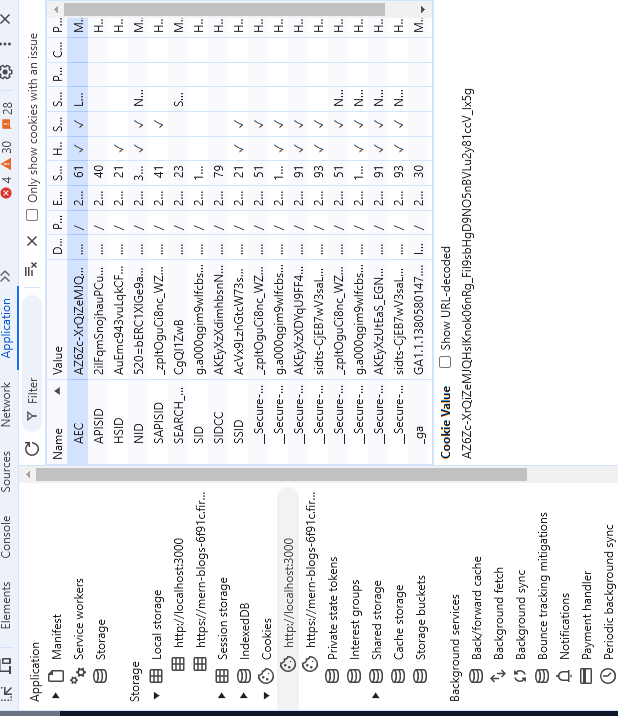 Elements Console Sources Network Application 4 30 28
Application
Manifest
Service workers
Storage
Storage
Local storage
http://localhost:3000
https://mern-blogs-6f91c.fir...
Session storage
IndexedDB
Cookies
http://localhost:3000
https://mern-blogs-6f91c.fir...
Private state tokens
Interest groups
Shared storage
Cache storage
Storage buckets
Background services
Back/forward cache
Background fetch
Background sync
Bounce tracking mitigations
Notifications
Payment handler
Periodic background sync
Filter Only show cookies with an issue
Name Value D... P... E... S... H... S... S... P... C... P...
AEC AZ6Zc-XrQiZeMJQ... .... / 2... 61 ✓ ✓ L... M...
APISID 2iIFqmSnojhauPCu... .... / 2... 40 H...
HSID AuEmc943vuLqkCF... .... / 2... 21 ✓ H...
NID 520=bERC1XIGe9a... .... / 2... 3... ✓ ✓ N... M...
SAPISID _zpItOguCi8nc_WZ... .... / 2... 41 ✓ H...
SEARCH_... CgQI1ZwB .... / 2... 23 S... M...
SID g.a000qgim9wlfcbs... .... / 2... 1... H...
SIDCC AKEyXzXdimhbsnN... .... / 2... 79 H...
SSID AcVx9LzhGtcW73s... .... / 2... 21 ✓ ✓ H...
__Secure-... _zpItOguCi8nc_WZ... .... / 2... 51 ✓ H...
__Secure-... g.a000qgim9wlfcbs... .... / 2... 1... ✓ ✓ H...
__Secure-... AKEyXzXDYqU9FF4... .... / 2... 91 ✓ ✓ H...
__Secure-... sidts-CjEB7wV3saL... .... / 2... 93 ✓ ✓ H...
__Secure-... _zpItOguCi8nc_WZ... .... / 2... 51 ✓ N... H...
__Secure-... g.a000qgim9wlfcbs... .... / 2... 1... ✓ ✓ N... H...
__Secure-... AKEyXzUtEaS_EGN... .... / 2... 91 ✓ ✓ N... H...
__Secure-... sidts-CjEB7wV3saL... .... / 2... 93 ✓ ✓ N... H...
_ga GA1.1.1380580147.... l... / 2... 30 M...
Cookie Value Show URL-decoded
AZ6Zc-XrQiZeMJQHsIKnok06nRg_FiI9sbHgD9NO5nBVLu2y81ccV_Ix5g